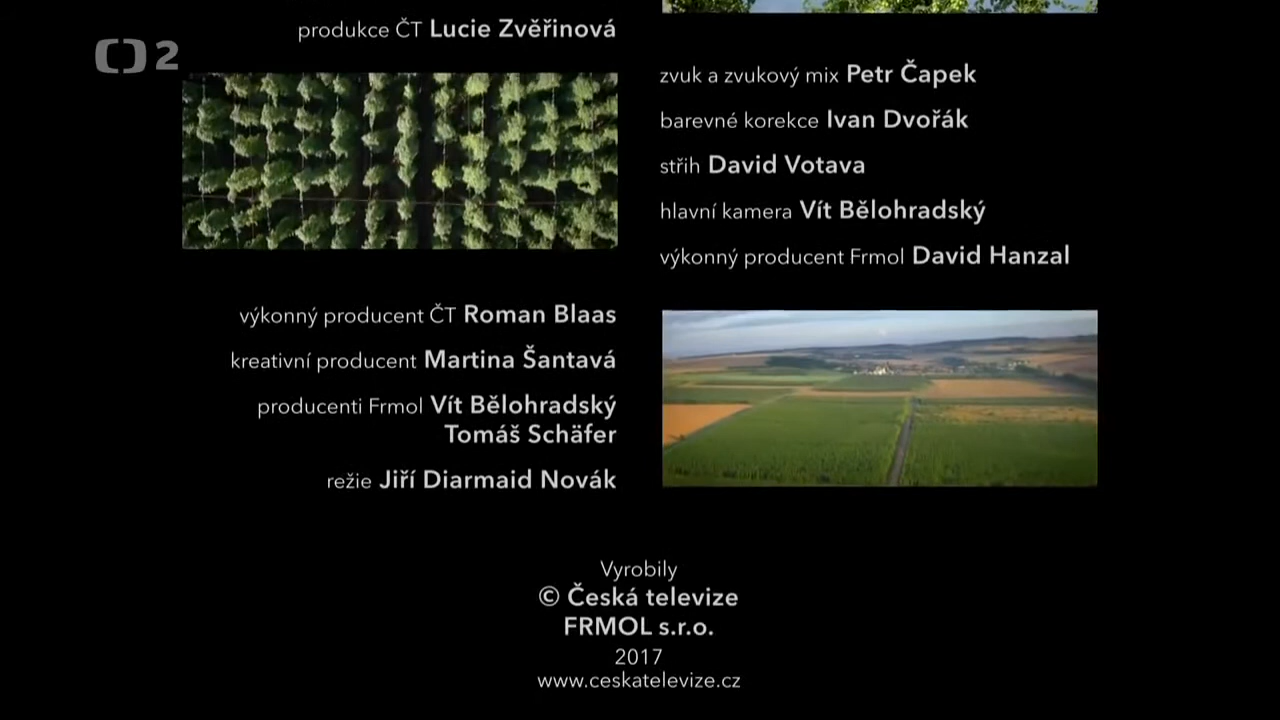 produkce ČT Lucie Zvěřinová
2
zvuk a zvukový mix Petr Čapek
barevné korekce Ivan Dvořák
střih David Votava
hlavní kamera Vít Bělohradský
výkonný producent Frmol David Hanzal
výkonný producent ČT Roman Blaas
kreativní producent Martina Šantavá
producenti Frmol Vít Bělohradský
Tomáš Schäfer
režie Jiří Diarmaid Novák
Vyrobily
© Česká televize
FRMOL s.r.o.
2017
www.ceskatelevize.cz